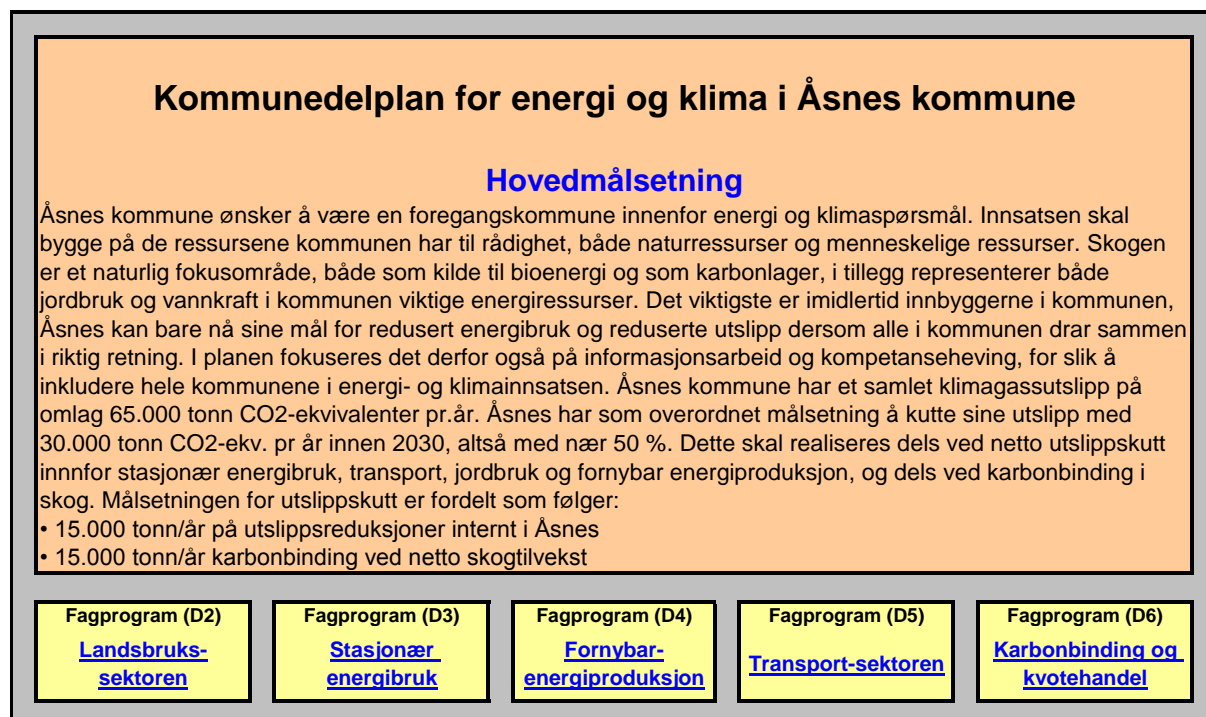 Kommunedelplan for energi og klima i Åsnes kommune
Hovedmålsetning
Åsnes kommune ønsker å være en foregangskommune innenfor energi og klimaspørsmål. Innsatsen skal
bygge på de ressursene kommunen har til rådighet, både naturressurser og menneskelige ressurser. Skogen
er et naturlig fokusområde, både som kilde til bioenergi og som karbonlager, i tillegg representerer både
jordbruk og vannkraft i kommunen viktige energiressurser. Det viktigste er imidlertid innbyggerne i kommunen,
Åsnes kan bare nå sine mål for redusert energibruk og reduserte utslipp dersom alle i kommunen drar sammen
i riktig retning. I planen fokuseres det derfor også på informasjonsarbeid og kompetanseheving, for slik å
inkludere hele kommunene i energi- og klimainnsatsen. Åsnes kommune har et samlet klimagassutslipp på
omlag 65.000 tonn CO2-ekvivalenter pr.år. Åsnes har som overordnet målsetning å kutte sine utslipp med
30.000 tonn CO2-ekv. pr år innen 2030, altså med nær 50 %. Dette skal realiseres dels ved netto utslippskutt
innnfor stasjonær energibruk, transport, jordbruk og fornybar energiproduksjon, og dels ved karbonbinding i
skog. Målsetningen for utslippskutt er fordelt som følger:
• 15.000 tonn/år på utslippsreduksjoner internt i Åsnes
• 15.000 tonn/år karbonbinding ved netto skogtilvekst
Fagprogram (D2)
Landsbruks-
sektoren
Fagprogram (D3)
Stasjonær
energibruk
Fagprogram (D4)
Fornybar-
energiproduksjon
Fagprogram (D5)
Transport-sektoren
Fagprogram (D6)
Karbonbinding og
kvotehandel